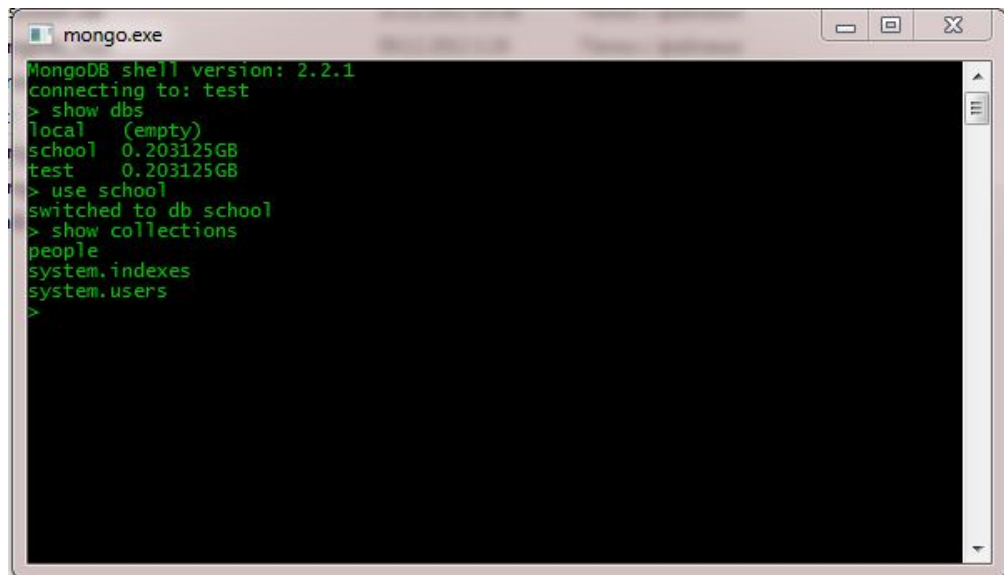 mongo.exe
MongoDB shell version: 2.2.1
connecting to: test
> show dbs
local   (empty)
school  0.203125GB
test    0.203125GB
> use school
switched to db school
> show collections
people
system.indexes
system.users
>